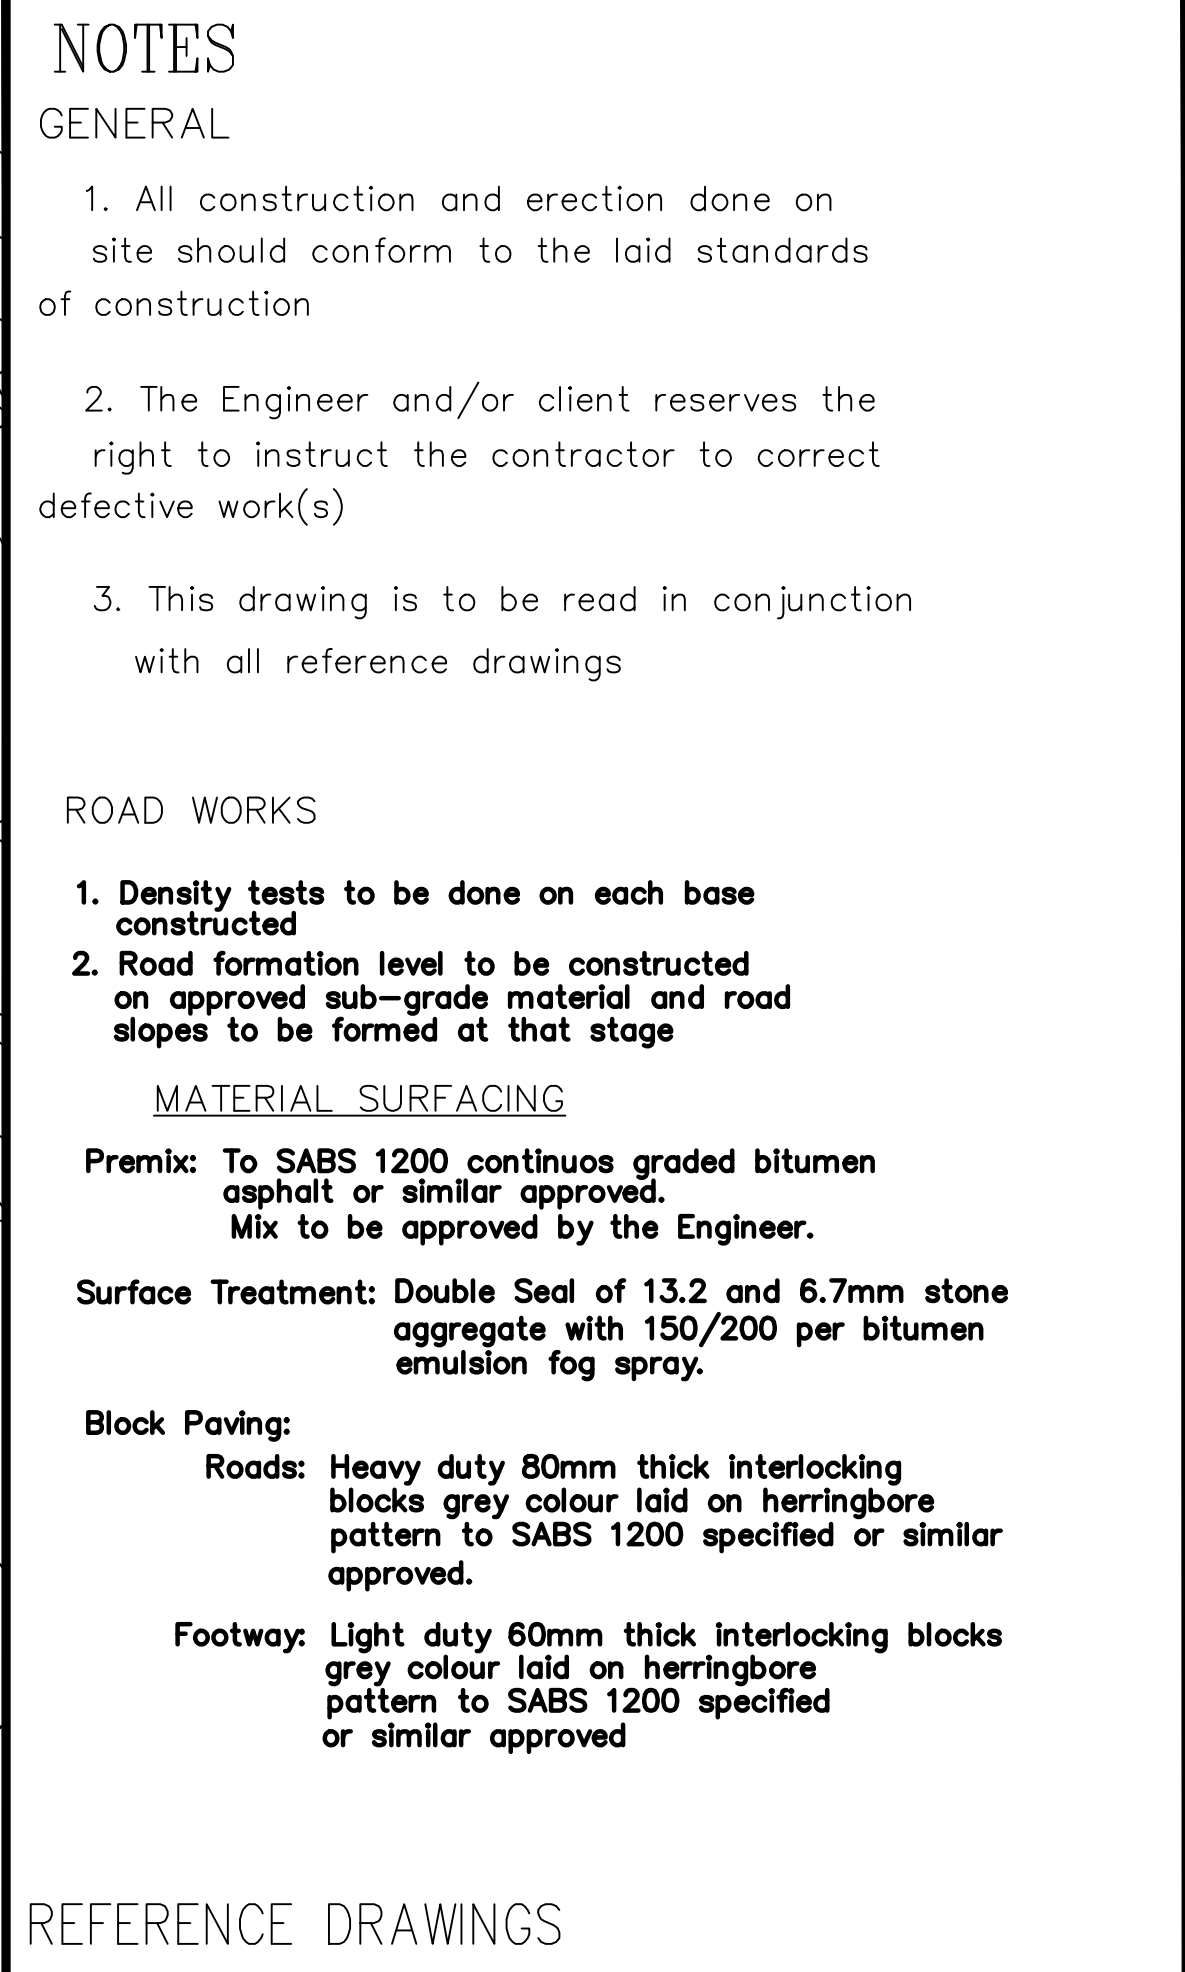 NOTES
GENERAL
1. All construction and erection done on
site should conform to the laid standards
of construction
2. The Engineer and/or client reserves the
right to instruct the contractor to correct
defective work(s)
3. This drawing is to be read in conjunction
with all reference drawings
ROAD WORKS
1. Density tests to be done on each base
constructed
2. Road formation level to be constructed
on approved sub-grade material and road
slopes to be formed at that stage
MATERIAL SURFACING
Premix: To SABS 1200 continuos graded bitumen
asphalt or similar approved.
Mix to be approved by the Engineer.
Surface Treatment: Double Seal of 13.2 and 6.7mm stone
aggregate with 150/200 per bitumen
emulsion fog spray.
Block Paving:
Roads: Heavy duty 80mm thick interlocking
blocks grey colour laid on herringbore
pattern to SABS 1200 specified or similar
approved.
Footway: Light duty 60mm thick interlocking blocks
grey colour laid on herringbore
pattern to SABS 1200 specified
or similar approved
REFERENCE DRAWINGS